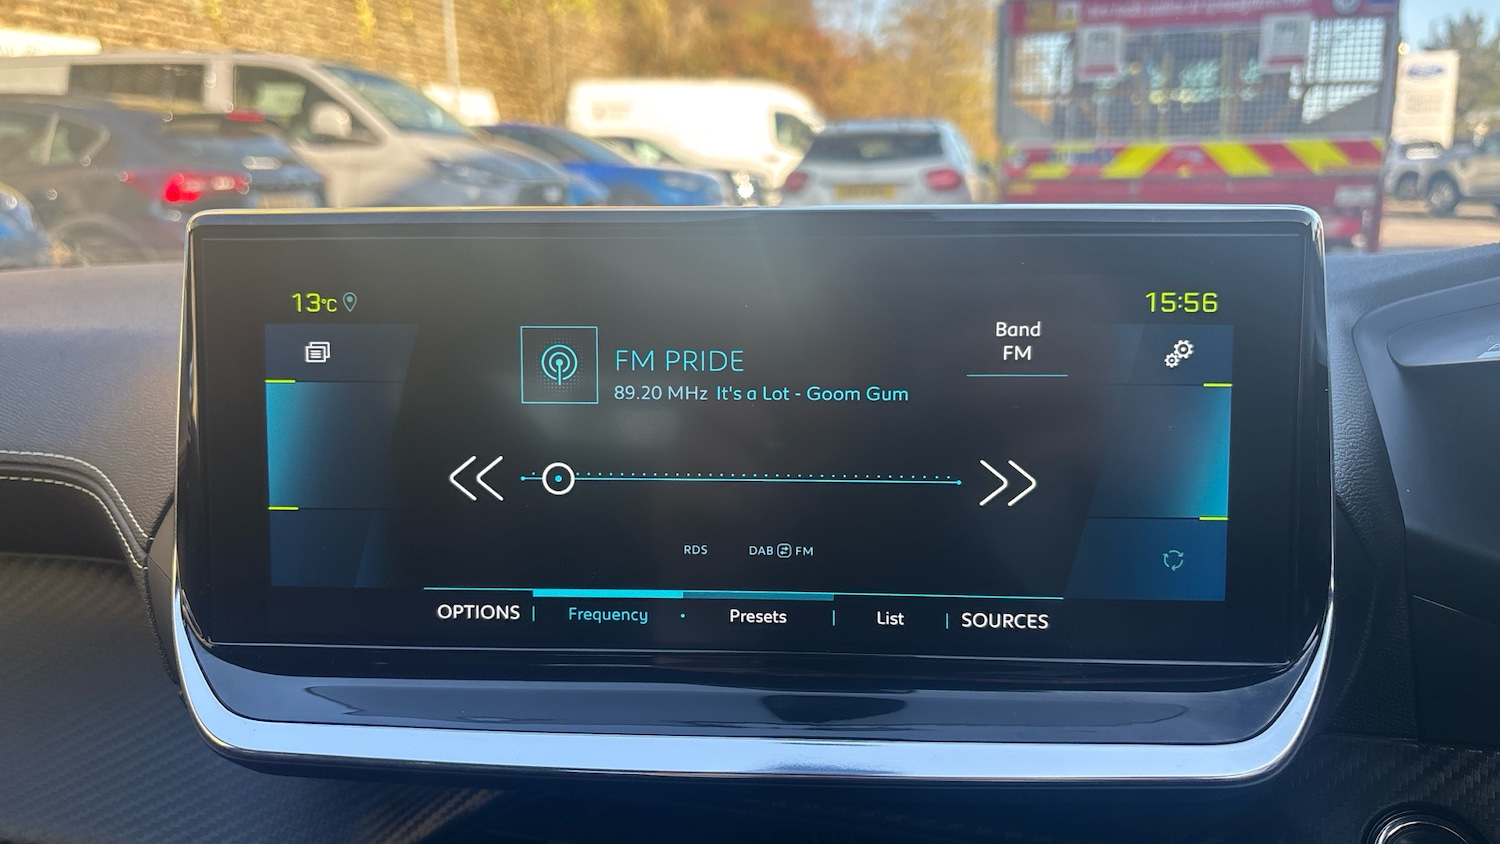 13°C
15:56
Band
FM
FM PRIDE
89.20 MHz It's a Lot - Goom Gum
RDS
DAB FM
OPTIONS | Frequency • Presets | List | SOURCES